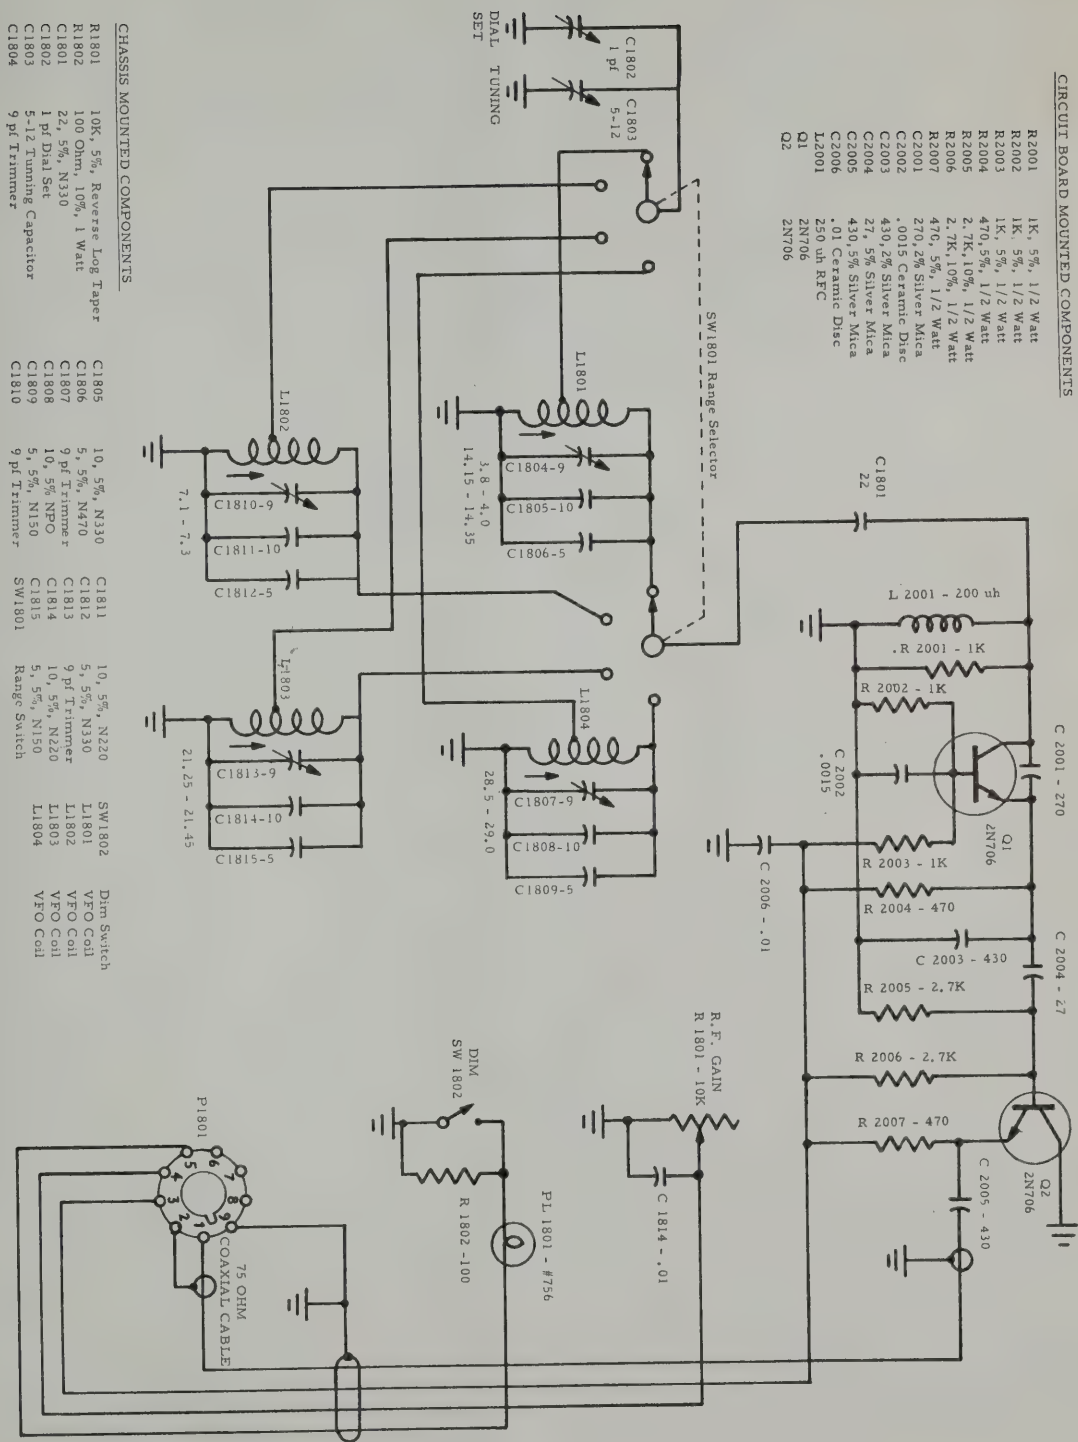 CIRCUIT BOARD MOUNTED COMPONENTS
R2001 1K, 5%, 1/2 Watt
R2002 1K. 5%, 1/2 Watt
R2003 1K, 5%, 1/2 Watt
R2004 470, 5%, 1/2 Watt
R2005 2.7K, 10%, 1/2 Watt
R2006 2.7K, 10%, 1/2 Watt
R2007 470, 5%, 1/2 Watt
C2001 270, 2% Silver Mica
C2002 .0015 Ceramic Disc
C2003 430, 2% Silver Mica
C2004 27, 5% Silver Mica
C2005 430, 5% Silver Mica
C2006 .01 Ceramic Disc
L2001 250 uh RFC
Q1 2N706
Q2 2N706
C1802
1 pf
C1803
5-12
DIAL
SET
TUNING
SW1801 Range Selector
C1801
22
L 2001 - 200 uh
.R 2001 - 1K
R 2002 - 1K
C 2002
.0015
C 2001 - 270
Q1
2N706
R 2003 - 1K
R 2004 - 470
C 2003 - 430
C 2004 - 27
R 2005 - 2.7K
R 2006 - 2.7K
R 2007 - 470
Q2
2N706
C 2005 - 430
C 2006 - .01
L1801
C1804-9
C1805-10
C1806-5
3.8 - 4.0
14.15 - 14.35
L1802
C1810-9
C1811-10
C1812-5
7.1 - 7.3
L1803
C1813-9
C1814-10
C1815-5
21.25 - 21.45
L1804
C1807-9
C1808-10
C1809-5
28.5 - 29.0
R.F. GAIN
R 1801 - 10K
C 1814 - .01
DIM
SW 1802
R 1802 -100
PL 1801 - #756
P1801
1
2
3
4
5
6
7
8
9
75 OHM
COAXIAL CABLE
CHASSIS MOUNTED COMPONENTS
R1801 10K, 5%, Reverse Log Taper
R1802 100 Ohm, 10%, 1 Watt
C1801 22, 5%, N330
C1802 1 pf Dial Set
C1803 5-12 Tunning Capacitor
C1804 9 pf Trimmer
C1805 10, 5%, N330
C1806 5, 5%, N470
C1807 9 pf Trimmer
C1808 10, 5% NPO
C1809 5, 5%, N150
C1810 9 pf Trimmer
C1811 10, 5%, N220
C1812 5, 5%, N330
C1813 9 pf Trimmer
C1814 10, 5%, N220
C1815 5, 5%, N150
SW1801 Range Switch
SW1802 Dim Switch
L1801 VFO Coil
L1802 VFO Coil
L1803 VFO Coil
L1804 VFO Coil